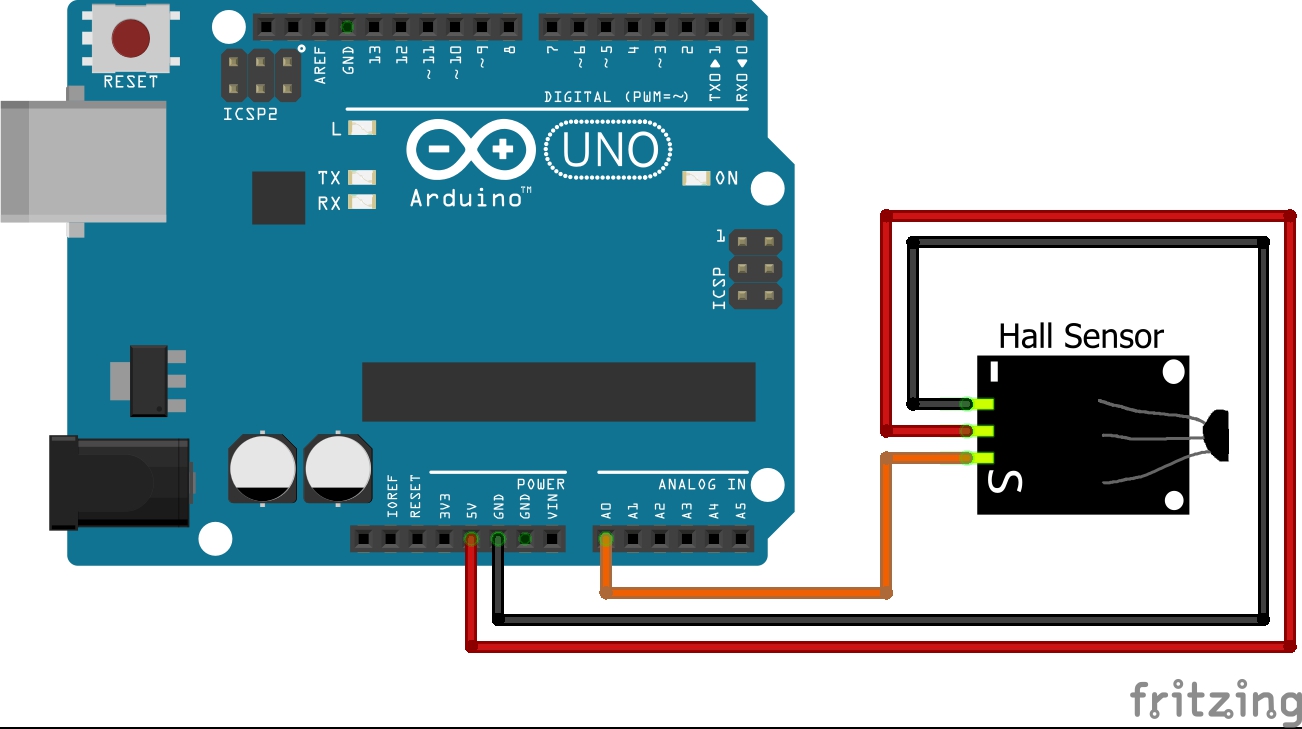 RESET
ICSP2
AREF
GND
13
12
~11
~10
~9
8
7
~6
~5
4
~3
2
TX0▶1
RX0◀0
DIGITAL (PWM=~)
L
TX
RX
Arduino™
UNO
ON
1
ICSP
Hall Sensor
-
S
IOREF
RESET
3V3
5V
GND
GND
VIN
POWER
A0
A1
A2
A3
A4
A5
ANALOG IN
fritzing